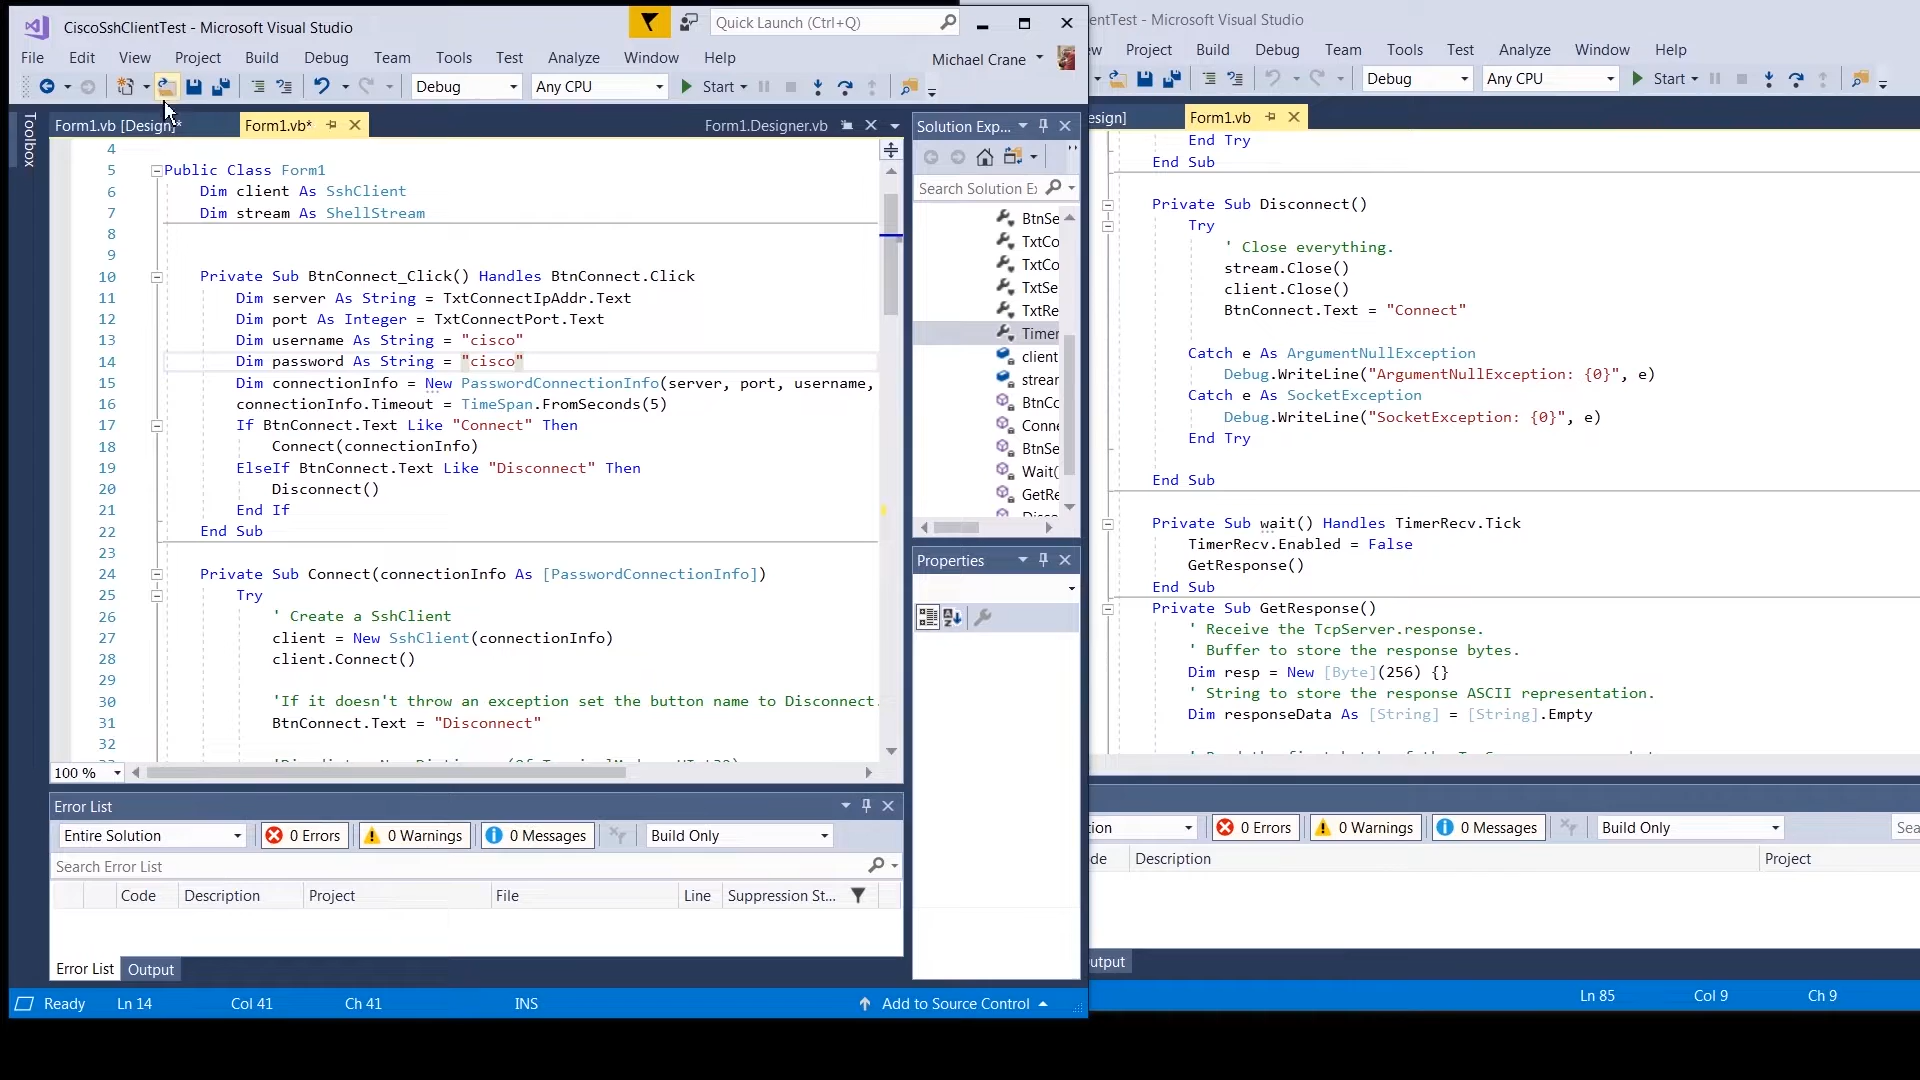 CiscoSshClientTest - Microsoft Visual Studio
Quick Launch (Ctrl+Q)
File Edit View Project Build Debug Team Tools Test Analyze Window Help
Michael Crane
Debug Any CPU Start
Toolbox
Form1.vb [Design]*
Form1.vb*
Form1.Designer.vb
4
5 Public Class Form1
6 Dim client As SshClient
7 Dim stream As ShellStream
8
9
10 Private Sub BtnConnect_Click() Handles BtnConnect.Click
11 Dim server As String = TxtConnectIpAddr.Text
12 Dim port As Integer = TxtConnectPort.Text
13 Dim username As String = "cisco"
14 Dim password As String = "cisco"
15 Dim connectionInfo = New PasswordConnectionInfo(server, port, username,
16 connectionInfo.Timeout = TimeSpan.FromSeconds(5)
17 If BtnConnect.Text Like "Connect" Then
18 Connect(connectionInfo)
19 ElseIf BtnConnect.Text Like "Disconnect" Then
20 Disconnect()
21 End If
22 End Sub
23
24 Private Sub Connect(connectionInfo As [PasswordConnectionInfo])
25 Try
26 ' Create a SshClient
27 client = New SshClient(connectionInfo)
28 client.Connect()
29
30 'If it doesn't throw an exception set the button name to Disconnect.
31 BtnConnect.Text = "Disconnect"
32
100 %
Solution Exp...
Search Solution E
BtnSe
TxtCo
TxtCo
TxtSe
TxtRe
Timer
client
strear
BtnCo
Conne
BtnSe
Wait(
GetRe
Properties
Error List
Entire Solution 0 Errors 0 Warnings 0 Messages Build Only
Search Error List
Code Description Project File Line Suppression St...
Error List Output
Ready Ln 14 Col 41 Ch 41 INS Add to Source Control
entTest - Microsoft Visual Studio
ew Project Build Debug Team Tools Test Analyze Window Help
Debug Any CPU Start
esign]
Form1.vb
End Try
End Sub
Private Sub Disconnect()
Try
' Close everything.
stream.Close()
client.Close()
BtnConnect.Text = "Connect"
Catch e As ArgumentNullException
Debug.WriteLine("ArgumentNullException: {0}", e)
Catch e As SocketException
Debug.WriteLine("SocketException: {0}", e)
End Try
End Sub
Private Sub wait() Handles TimerRecv.Tick
TimerRecv.Enabled = False
GetResponse()
End Sub
Private Sub GetResponse()
' Receive the TcpServer.response.
' Buffer to store the response bytes.
Dim resp = New [Byte](256) {}
' String to store the response ASCII representation.
Dim responseData As [String] = [String].Empty
ion 0 Errors 0 Warnings 0 Messages Build Only Sea
de Description Project
utput
Ln 85 Col 9 Ch 9